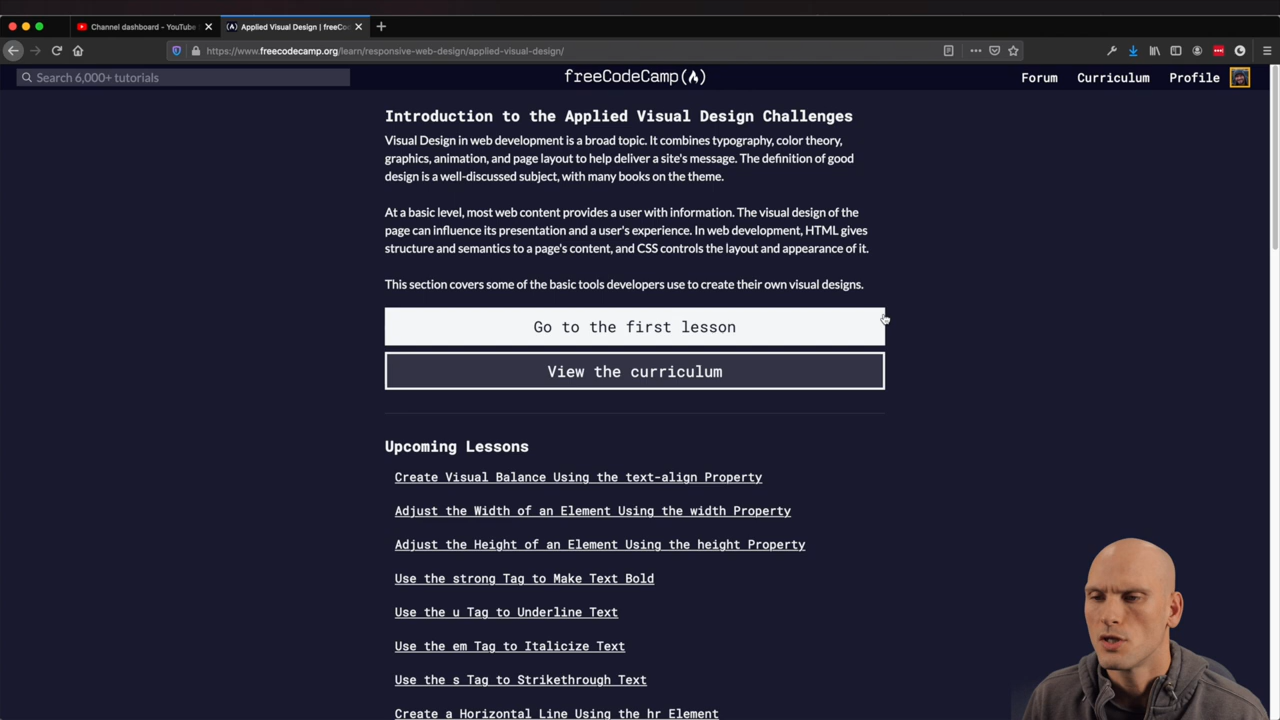 Channel dashboard - YouTube
Applied Visual Design | freeCo
https://www.freecodecamp.org/learn/responsive-web-design/applied-visual-design/
Search 6,000+ tutorials
freeCodeCamp
Forum
Curriculum
Profile
Introduction to the Applied Visual Design Challenges
Visual Design in web development is a broad topic. It combines typography, color theory,
graphics, animation, and page layout to help deliver a site's message. The definition of good
design is a well-discussed subject, with many books on the theme.
At a basic level, most web content provides a user with information. The visual design of the
page can influence its presentation and a user's experience. In web development, HTML gives
structure and semantics to a page's content, and CSS controls the layout and appearance of it.
This section covers some of the basic tools developers use to create their own visual designs.
Go to the first lesson
View the curriculum
Upcoming Lessons
Create Visual Balance Using the text-align Property
Adjust the Width of an Element Using the width Property
Adjust the Height of an Element Using the height Property
Use the strong Tag to Make Text Bold
Use the u Tag to Underline Text
Use the em Tag to Italicize Text
Use the s Tag to Strikethrough Text
Create a Horizontal Line Using the hr Element